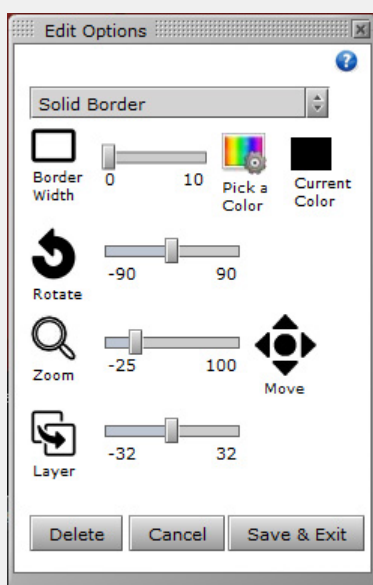 Edit Options
?
Solid Border
Border
Width
0 10
Pick a
Color
Current
Color
-90 90
Rotate
-25 100
Zoom
Move
-32 32
Layer
Delete Cancel Save & Exit